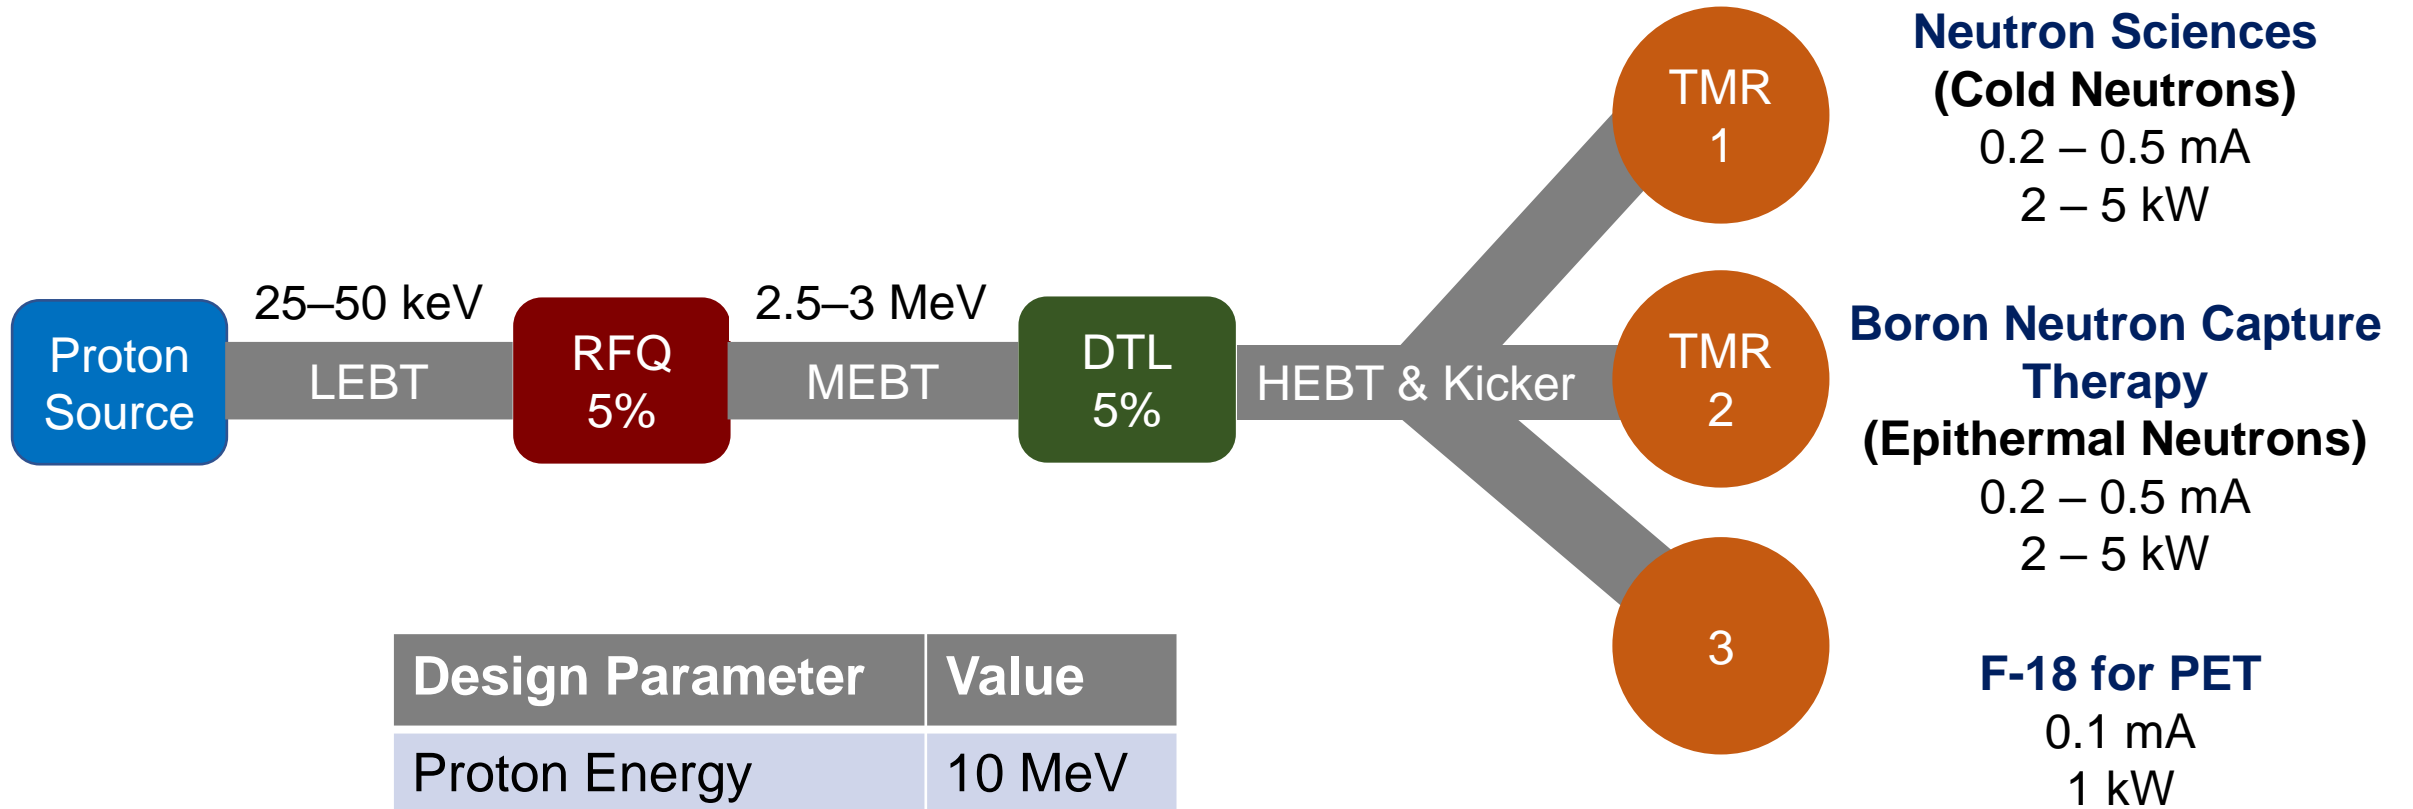 Proton
Source
25–50 keV
LEBT
RFQ
5%
2.5–3 MeV
MEBT
DTL
5%
HEBT & Kicker
TMR
1
TMR
2
3
Neutron Sciences
(Cold Neutrons)
0.2 – 0.5 mA
2 – 5 kW
Boron Neutron Capture
Therapy
(Epithermal Neutrons)
0.2 – 0.5 mA
2 – 5 kW
F-18 for PET
0.1 mA
1 kW
Design Parameter Value
Proton Energy 10 MeV